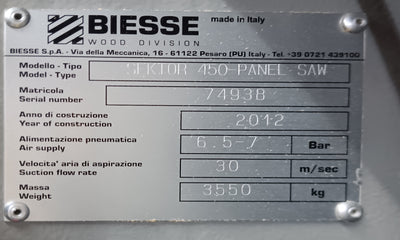 BIESSE made in Italy
WOOD DIVISION
BIESSE S.p.A. - Via della Meccanica, 16 - 61122 Pesaro (PU) Italy - Tel. +39 0721 439100
Modello - Tipo
Model - Type
SEKTOR 450-PANEL SAW
Matricola
Serial number
74938
Anno di costruzione
Year of construction
2012
Alimentazione pneumatica
Air supply
6.5-7 Bar
Velocita' aria di aspirazione
Suction flow rate
30 m/sec
Massa
Weight
3550 kg